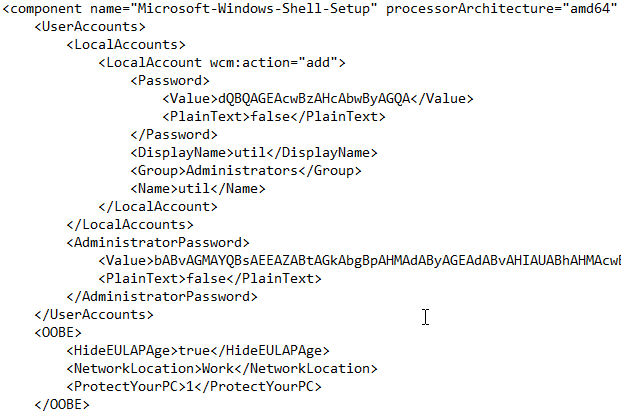 <component name="Microsoft-Windows-Shell-Setup" processorArchitecture="amd64"
<UserAccounts>
<LocalAccounts>
<LocalAccount wcm:action="add">
<Password>
<Value>dQBQAGEAcwBzAHcAbwByAGQA</Value>
<PlainText>false</PlainText>
</Password>
<DisplayName>util</DisplayName>
<Group>Administrators</Group>
<Name>util</Name>
</LocalAccount>
</LocalAccounts>
<AdministratorPassword>
<Value>bABvAGMAYQBsAEEAZABtAGkAbgBpAHMAdAByAGEAdABvAHIAUABhAHMAcwB
<PlainText>false</PlainText>
</AdministratorPassword>
</UserAccounts>
<OOBE>
<HideEULAPAge>true</HideEULAPAge>
<NetworkLocation>Work</NetworkLocation>
<ProtectYourPC>1</ProtectYourPC>
</OOBE>